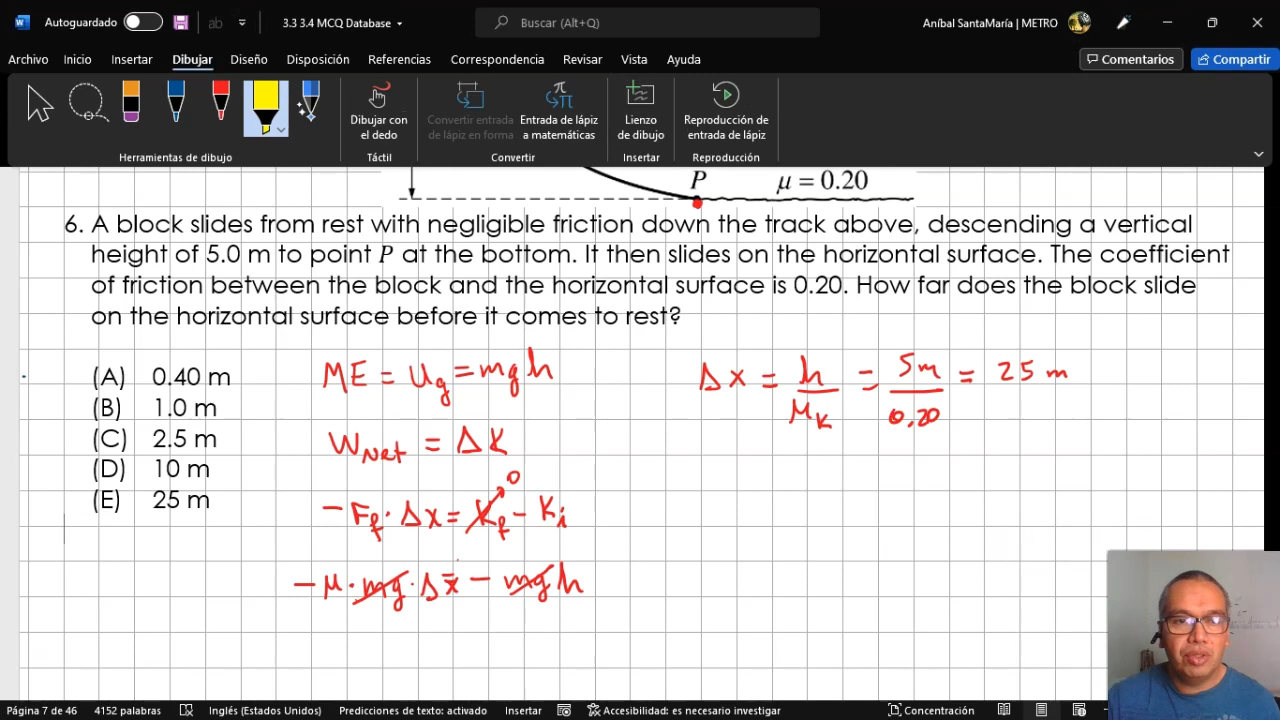 Autoguardado
3.3 3.4 MCQ Database
Buscar (Alt+Q)
Aníbal SantaMaría | METRO
Archivo Inicio Insertar Dibujar Diseño Disposición Referencias Correspondencia Revisar Vista Ayuda Comentarios Compartir
Dibujar con el dedo
Convertir entrada de lápiz en forma
Entrada de lápiz a matemáticas
Lienzo de dibujo
Reproducción de entrada de lápiz
Herramientas de dibujo Táctil Convertir Insertar Reproducción
P μ = 0.20
6. A block slides from rest with negligible friction down the track above, descending a vertical
height of 5.0 m to point P at the bottom. It then slides on the horizontal surface. The coefficient
of friction between the block and the horizontal surface is 0.20. How far does the block slide
on the horizontal surface before it comes to rest?
(A) 0.40 m
(B) 1.0 m
(C) 2.5 m
(D) 10 m
(E) 25 m
ME = Ug = mgh
WNet = ΔK
-Ff · Δx = Kf 0 - Ki
-μ · mg · Δx = - mgh
Δx = h/μK = 5m/0,20 = 25 m
Página 7 de 46 4152 palabras Inglés (Estados Unidos) Predicciones de texto: activado Insertar Accesibilidad: es necesario investigar Concentración